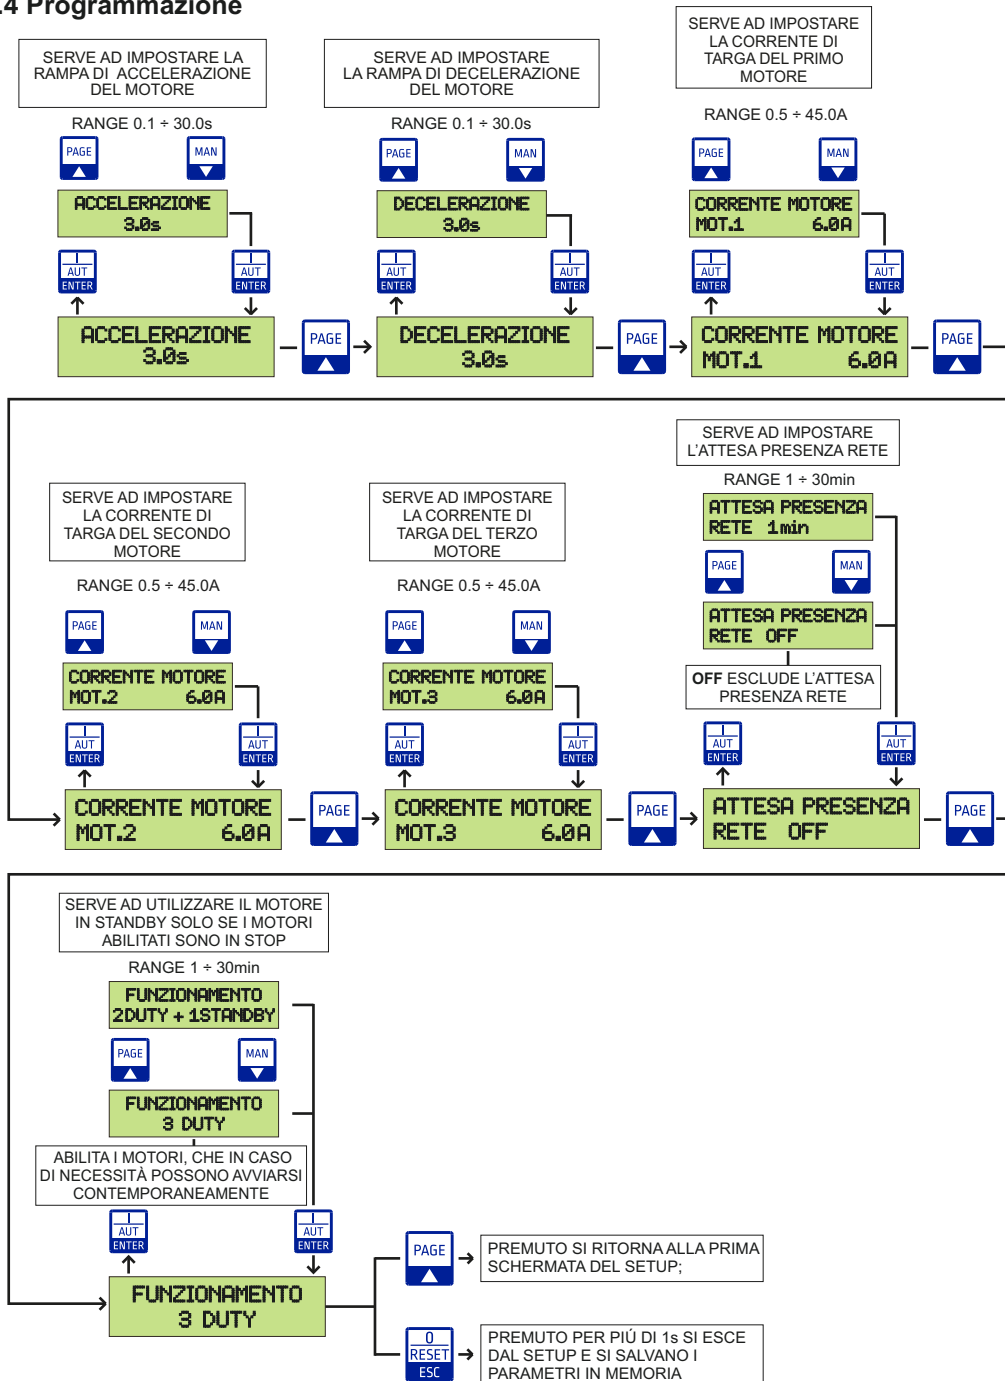 .4 Programmazione
SERVE AD IMPOSTARE LA
RAMPA DI ACCELERAZIONE
DEL MOTORE
RANGE 0.1 ÷ 30.0s
PAGE
MAN
ACCELERAZIONE
3.0s
AUT
ENTER
AUT
ENTER
ACCELERAZIONE
3.0s
PAGE
SERVE AD IMPOSTARE
LA RAMPA DI DECELERAZIONE
DEL MOTORE
RANGE 0.1 ÷ 30.0s
PAGE
MAN
DECELERAZIONE
3.0s
AUT
ENTER
AUT
ENTER
DECELERAZIONE
3.0s
PAGE
SERVE AD IMPOSTARE
LA CORRENTE DI
TARGA DEL PRIMO
MOTORE
RANGE 0.5 ÷ 45.0A
PAGE
MAN
CORRENTE MOTORE
MOT.1 6.0A
AUT
ENTER
AUT
ENTER
CORRENTE MOTORE
MOT.1 6.0A
PAGE
SERVE AD IMPOSTARE
LA CORRENTE DI
TARGA DEL SECONDO
MOTORE
RANGE 0.5 ÷ 45.0A
PAGE
MAN
CORRENTE MOTORE
MOT.2 6.0A
AUT
ENTER
AUT
ENTER
CORRENTE MOTORE
MOT.2 6.0A
PAGE
SERVE AD IMPOSTARE
LA CORRENTE DI
TARGA DEL TERZO
MOTORE
RANGE 0.5 ÷ 45.0A
PAGE
MAN
CORRENTE MOTORE
MOT.3 6.0A
AUT
ENTER
AUT
ENTER
CORRENTE MOTORE
MOT.3 6.0A
PAGE
SERVE AD IMPOSTARE
L'ATTESA PRESENZA RETE
RANGE 1 ÷ 30min
ATTESA PRESENZA
RETE 1min
PAGE
MAN
ATTESA PRESENZA
RETE OFF
OFF ESCLUDE L'ATTESA
PRESENZA RETE
AUT
ENTER
AUT
ENTER
ATTESA PRESENZA
RETE OFF
PAGE
SERVE AD UTILIZZARE IL MOTORE
IN STANDBY SOLO SE I MOTORI
ABILITATI SONO IN STOP
RANGE 1 ÷ 30min
FUNZIONAMENTO
2DUTY + 1STANDBY
PAGE
MAN
FUNZIONAMENTO
3 DUTY
ABILITA I MOTORI, CHE IN CASO
DI NECESSITÀ POSSONO AVVIARSI
CONTEMPORANEAMENTE
AUT
ENTER
AUT
ENTER
FUNZIONAMENTO
3 DUTY
PAGE
PREMUTO SI RITORNA ALLA PRIMA
SCHERMATA DEL SETUP;
0
RESET
ESC
PREMUTO PER PIÚ DI 1s SI ESCE
DAL SETUP E SI SALVANO I
PARAMETRI IN MEMORIA